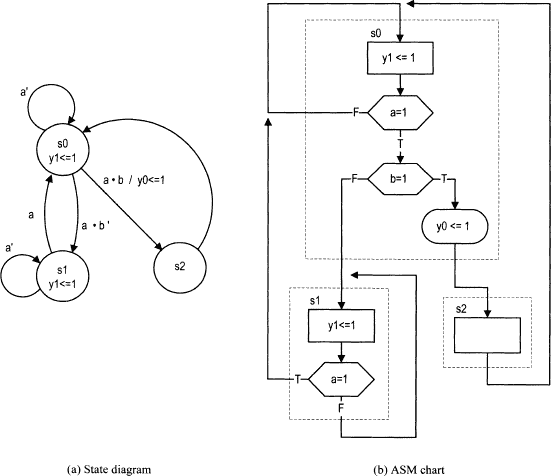 a'
s0
y1<=1
a • b / y0<=1
a
a • b '
a'
s1
y1<=1
s2
(a) State diagram
s0
y1 <= 1
F
a=1
T
F
b=1
T
y0 <= 1
s1
y1<=1
s2
T
a=1
F
(b) ASM chart